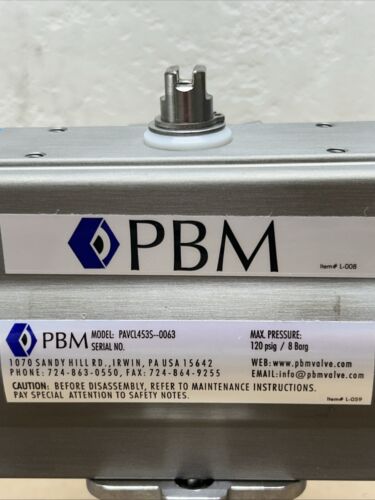 PBM
Item# L-008
PBM
MODEL: PAVCL453S--0063
SERIAL NO.
MAX. PRESSURE:
120 psig / 8 Barg
1070 SANDY HILL RD., IRWIN, PA USA 15642
PHONE: 724-863-0550, FAX: 724-864-9255
WEB: www.pbmvalve.com
EMAIL: info@pbmvalve.com
CAUTION: BEFORE DISASSEMBLY, REFER TO MAINTENANCE INSTRUCTIONS.
PAY SPECIAL ATTENTION TO SAFETY NOTES.
Item# L-059